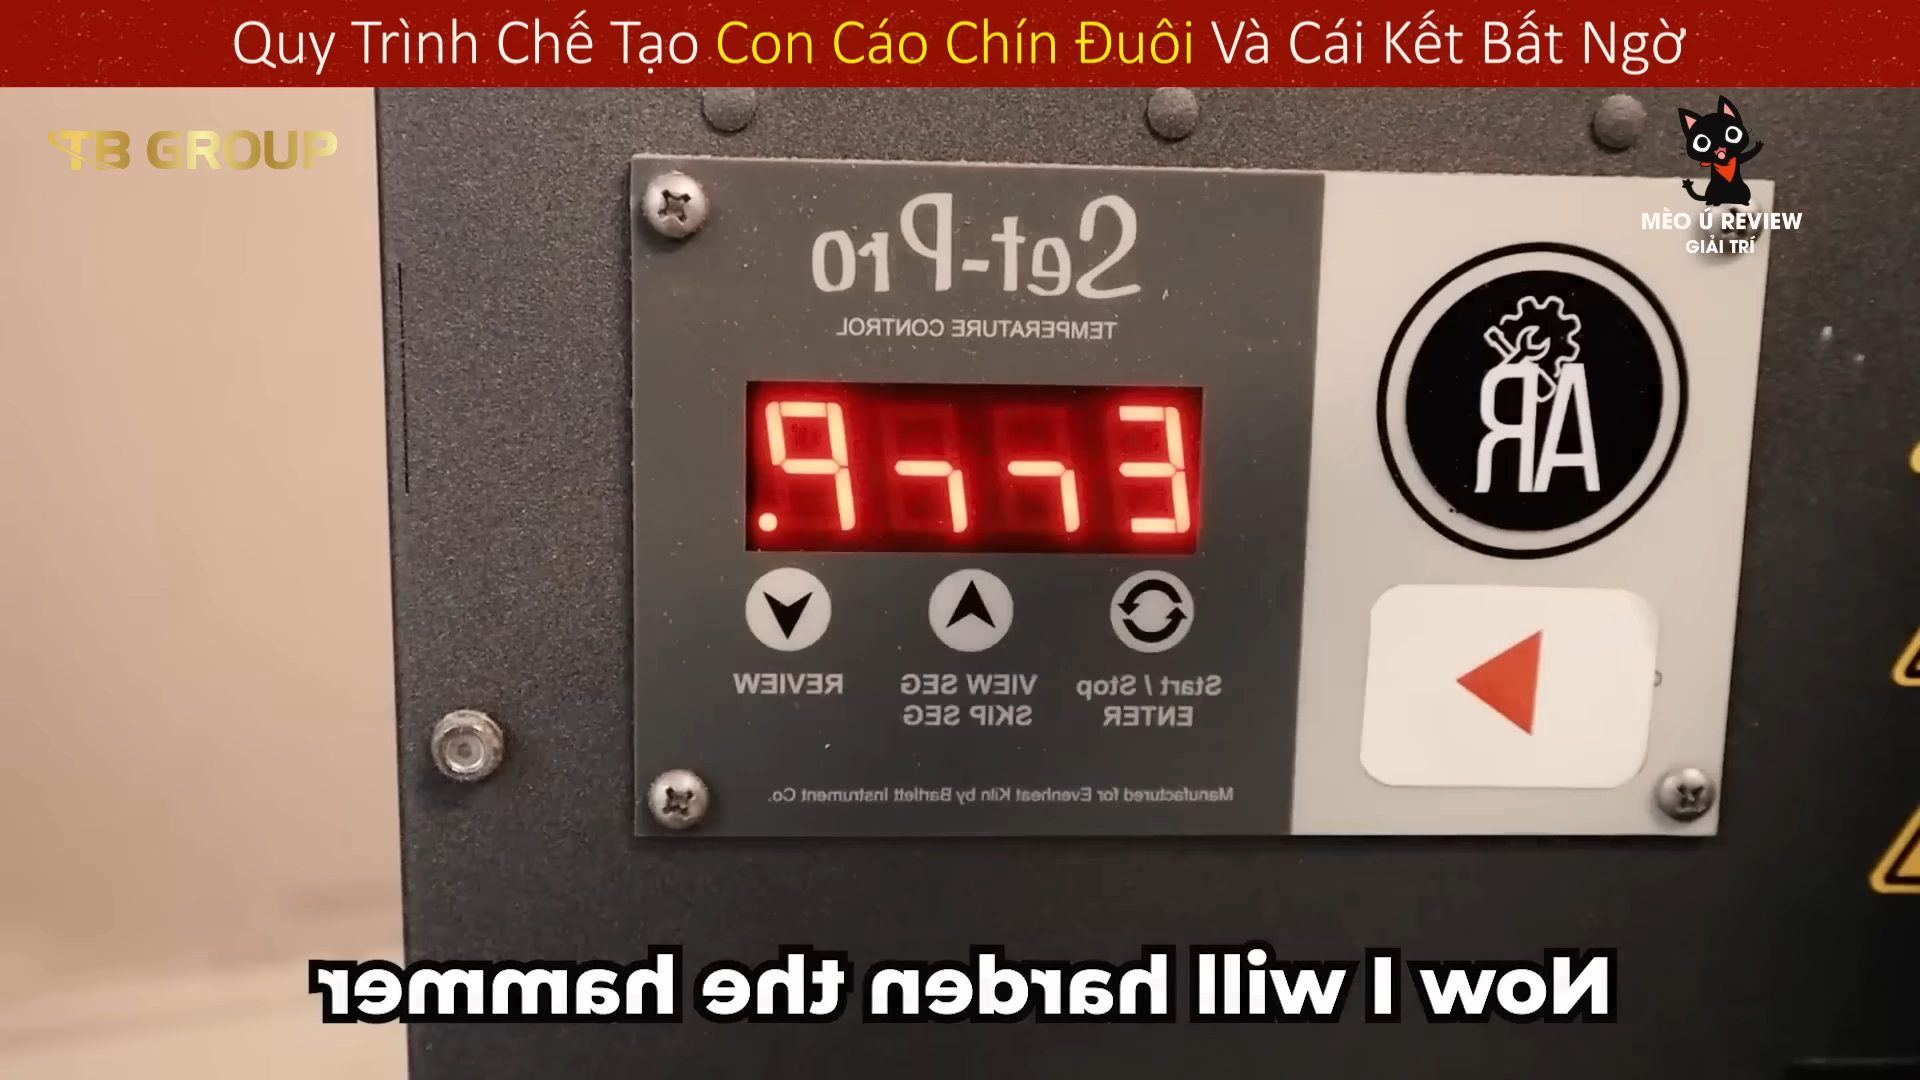 Quy Trình Chế Tạo Con Cáo Chín Đuôi Và Cái Kết Bất Ngờ
TB GROUP
MÈO Ú REVIEW
GIẢI TRÍ
Set-Pro
TEMPERATURE CONTROL
AR
Start / Stop
ENTER
VIEW SEG
SKIP SEG
REVIEW
Manufactured for Evenheat Kiln by Bartlett Instrument Co.
Now I will harden the hammer